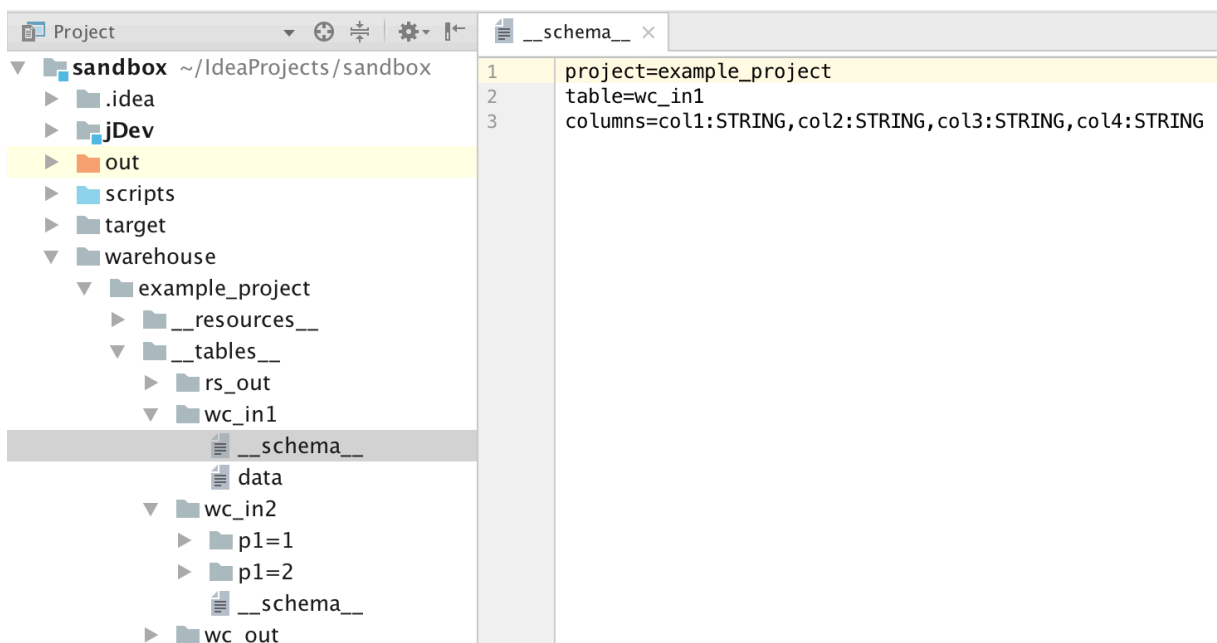 Project
sandbox ~/IdeaProjects/sandbox
.idea
jDev
out
scripts
target
warehouse
example_project
__resources__
__tables__
rs_out
wc_in1
__schema__
data
wc_in2
p1=1
p1=2
__schema__
wc_out
__schema__
1 project=example_project
2 table=wc_in1
3 columns=col1:STRING,col2:STRING,col3:STRING,col4:STRING